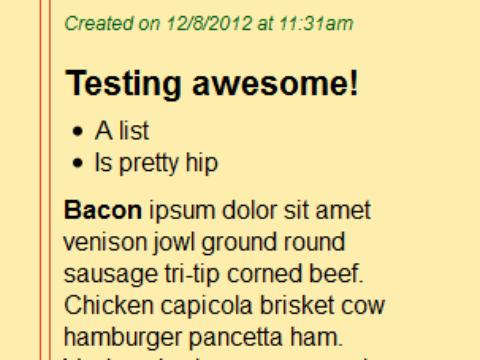 Created on 12/8/2012 at 11:31am
Testing awesome!
• A list
• Is pretty hip
Bacon ipsum dolor sit amet
venison jowl ground round
sausage tri-tip corned beef.
Chicken capicola brisket cow
hamburger pancetta ham.